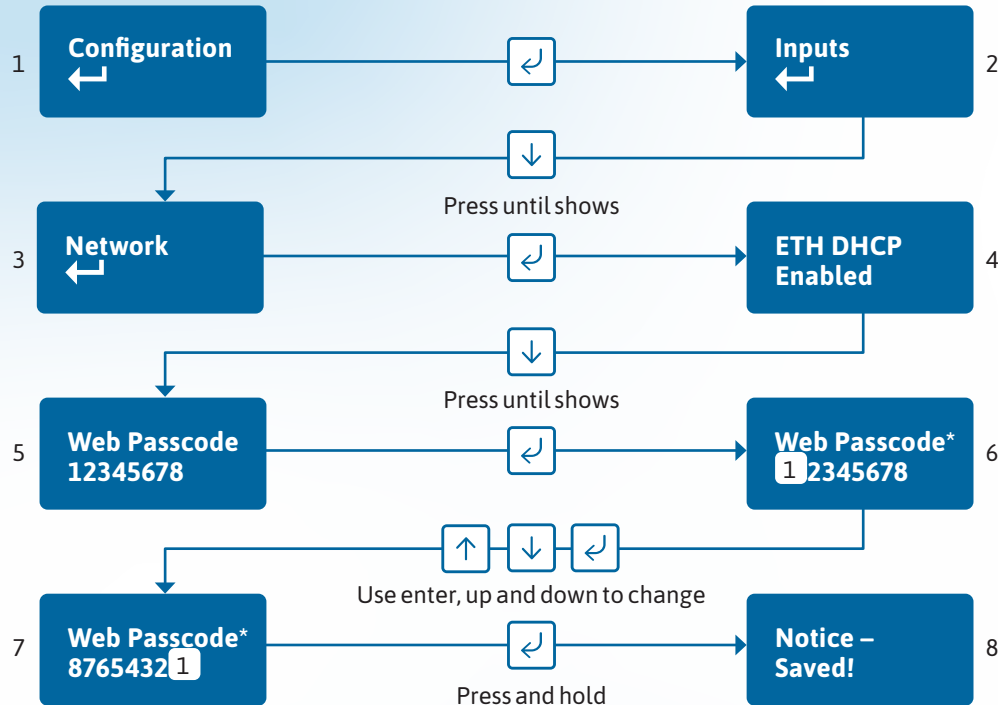 1
Configuration
Inputs
2
Press until shows
3
Network
ETH DHCP
Enabled
4
Press until shows
5
Web Passcode
12345678
Web Passcode*
12345678
6
Use enter, up and down to change
7
Web Passcode*
87654321
Press and hold
Notice –
Saved!
8